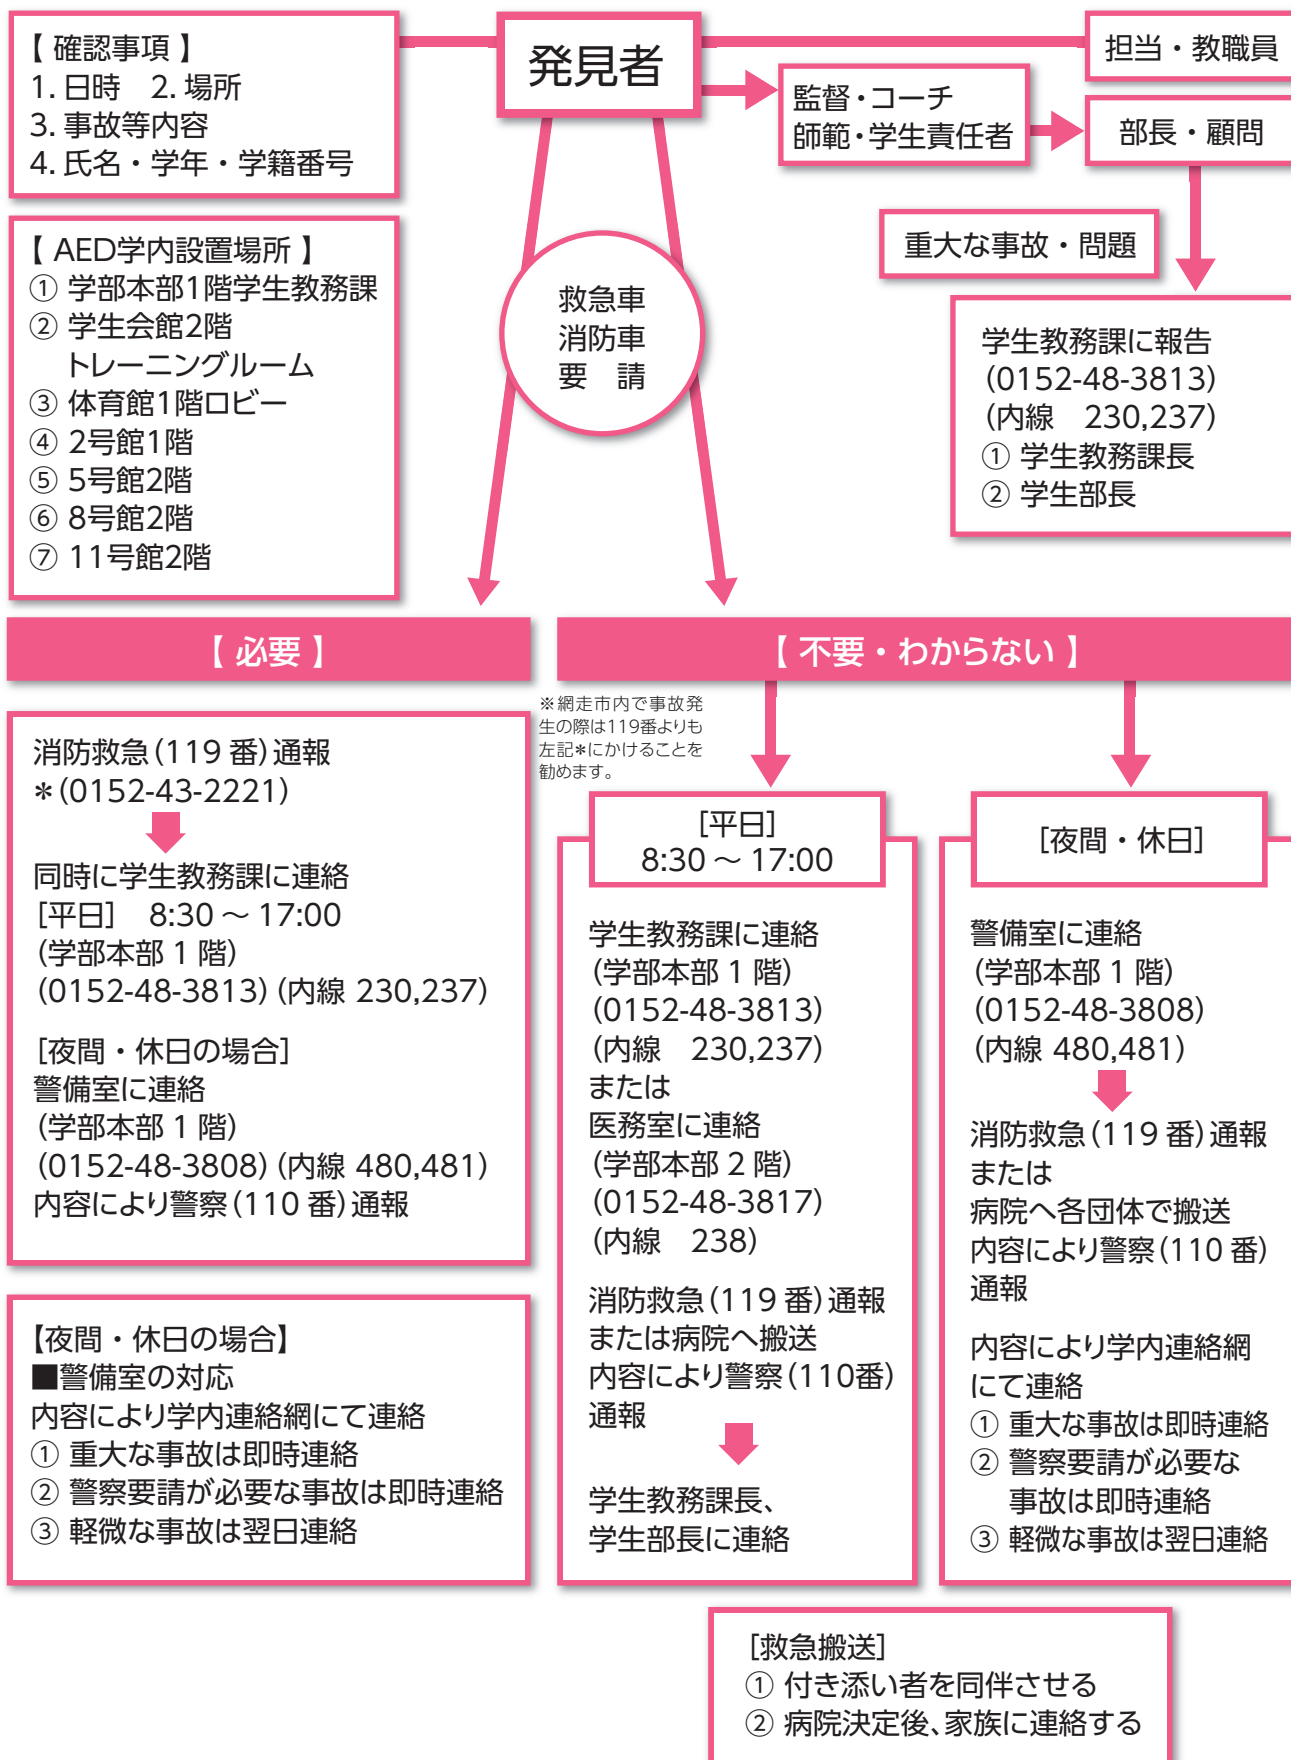 【 確認事項 】
1. 日時　2. 場所
3. 事故等内容
4. 氏名・学年・学籍番号
発見者
担当・教職員
監督・コーチ
師範・学生責任者
部長・顧問
【 AED学内設置場所 】
① 学部本部1階学生教務課
② 学生会館2階
トレーニングルーム
③ 体育館1階ロビー
④ 2号館1階
⑤ 5号館2階
⑥ 8号館2階
⑦ 11号館2階
救急車
消防車
要　請
重大な事故・問題
学生教務課に報告
(0152-48-3813)
(内線　230,237)
① 学生教務課長
② 学生部長
【 必要 】
消防救急(119 番)通報
＊(0152-43-2221)
同時に学生教務課に連絡
[平日]　8:30 〜 17:00
(学部本部 1 階)
(0152-48-3813) (内線 230,237)
[夜間・休日の場合]
警備室に連絡
(学部本部 1 階)
(0152-48-3808) (内線 480,481)
内容により警察(110 番)通報
【夜間・休日の場合】
■警備室の対応
内容により学内連絡網にて連絡
① 重大な事故は即時連絡
② 警察要請が必要な事故は即時連絡
③ 軽微な事故は翌日連絡
【 不要・わからない 】
※網走市内で事故発
生の際は119番よりも
左記＊にかけることを
勧めます。
[平日]
8:30 〜 17:00
学生教務課に連絡
(学部本部 1 階)
(0152-48-3813)
(内線　230,237)
または
医務室に連絡
(学部本部 2 階)
(0152-48-3817)
(内線　238)
消防救急(119 番)通報
または病院へ搬送
内容により警察(110番)
通報
学生教務課長、
学生部長に連絡
[夜間・休日]
警備室に連絡
(学部本部 1 階)
(0152-48-3808)
(内線 480,481)
消防救急(119 番)通報
または
病院へ各団体で搬送
内容により警察(110 番)
通報
内容により学内連絡網
にて連絡
① 重大な事故は即時連絡
② 警察要請が必要な
事故は即時連絡
③ 軽微な事故は翌日連絡
[救急搬送]
① 付き添い者を同伴させる
② 病院決定後、家族に連絡する